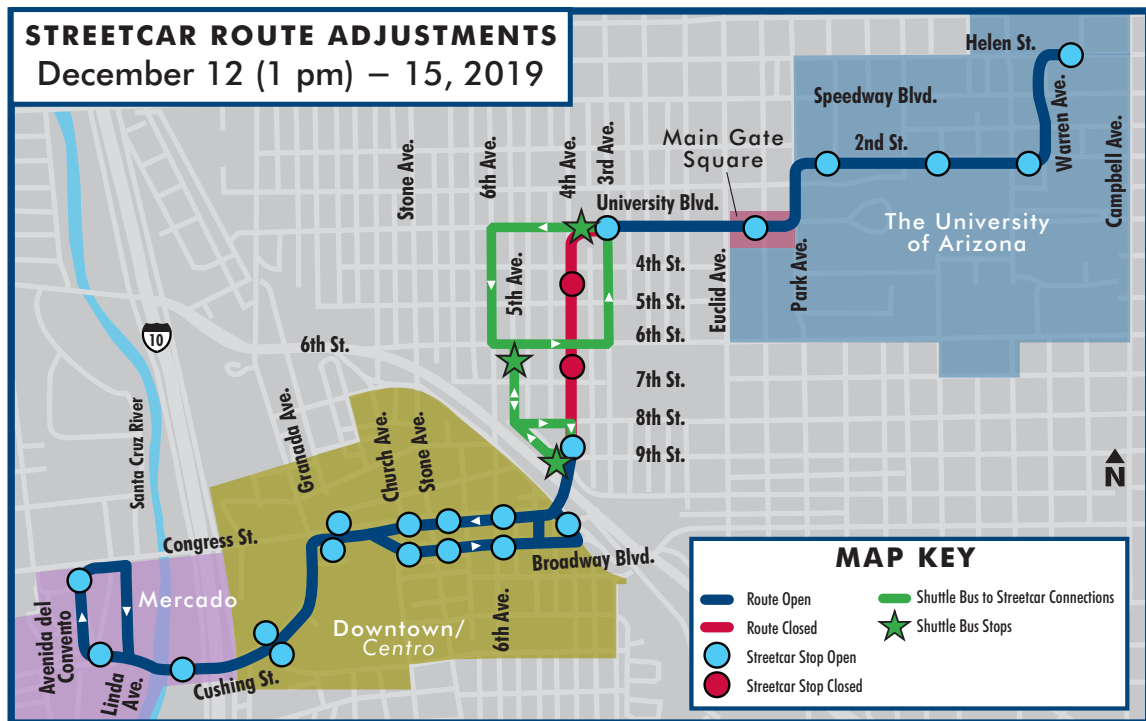 STREETCAR ROUTE ADJUSTMENTS
December 12 (1 pm) – 15, 2019
Helen St.
Speedway Blvd.
Warren Ave.
Campbell Ave.
2nd St.
Main Gate
Square
Stone Ave.
6th Ave.
4th Ave.
3rd Ave.
University Blvd.
The University
of Arizona
Euclid Ave.
Park Ave.
5th Ave.
4th St.
5th St.
6th St.
7th St.
8th St.
9th St.
10
6th St.
Santa Cruz River
Granada Ave.
Church Ave.
Stone Ave.
N
Congress St.
Broadway Blvd.
Mercado
Downtown/
Centro
6th Ave.
Avenida del
Convento
Linda
Ave.
Cushing St.
MAP KEY
Route Open
Route Closed
Streetcar Stop Open
Streetcar Stop Closed
Shuttle Bus to Streetcar Connections
Shuttle Bus Stops